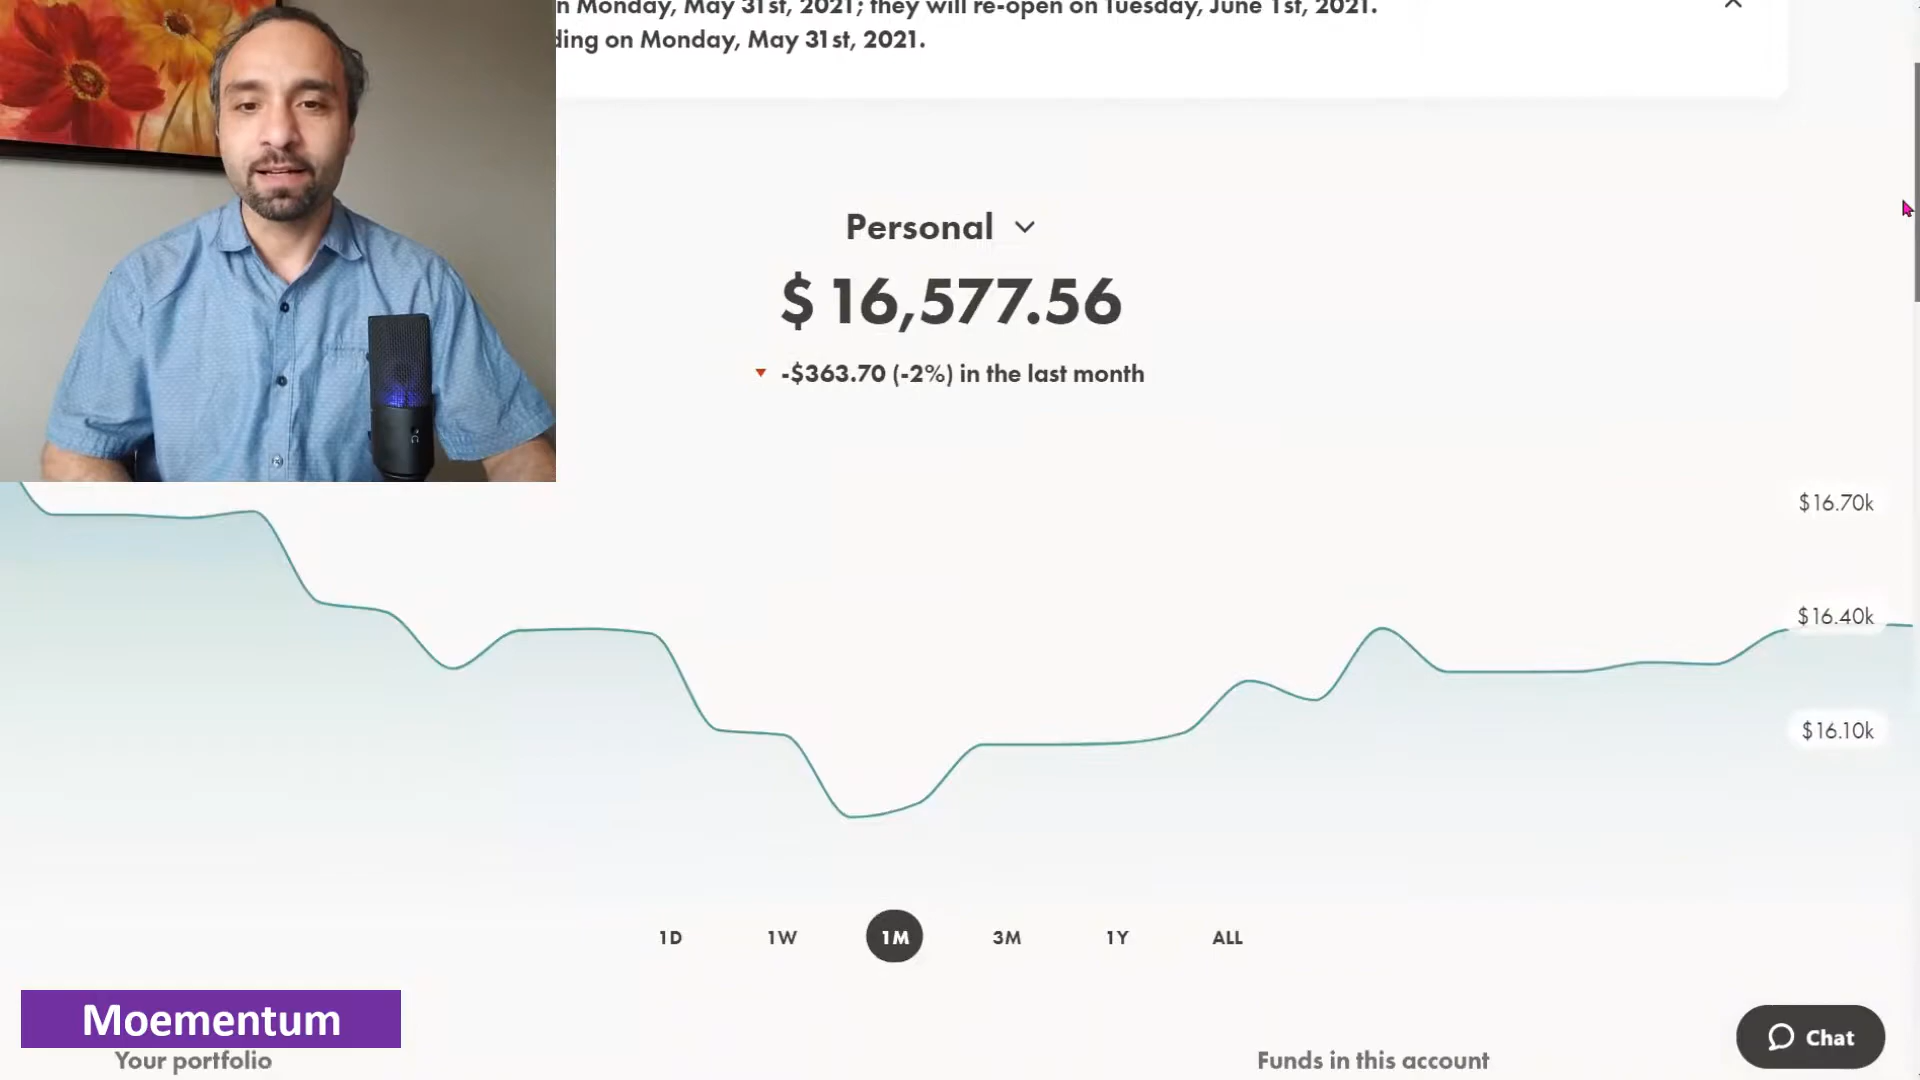 n Monday, May 31st, 2021; they will re-open on Tuesday, June 1st, 2021.
ding on Monday, May 31st, 2021.
Personal
$ 16,577.56
-$363.70 (-2%) in the last month
$16.70k
$16.40k
$16.10k
1D 1W 1M 3M 1Y ALL
Moementum
Chat
Your portfolio
Funds in this account